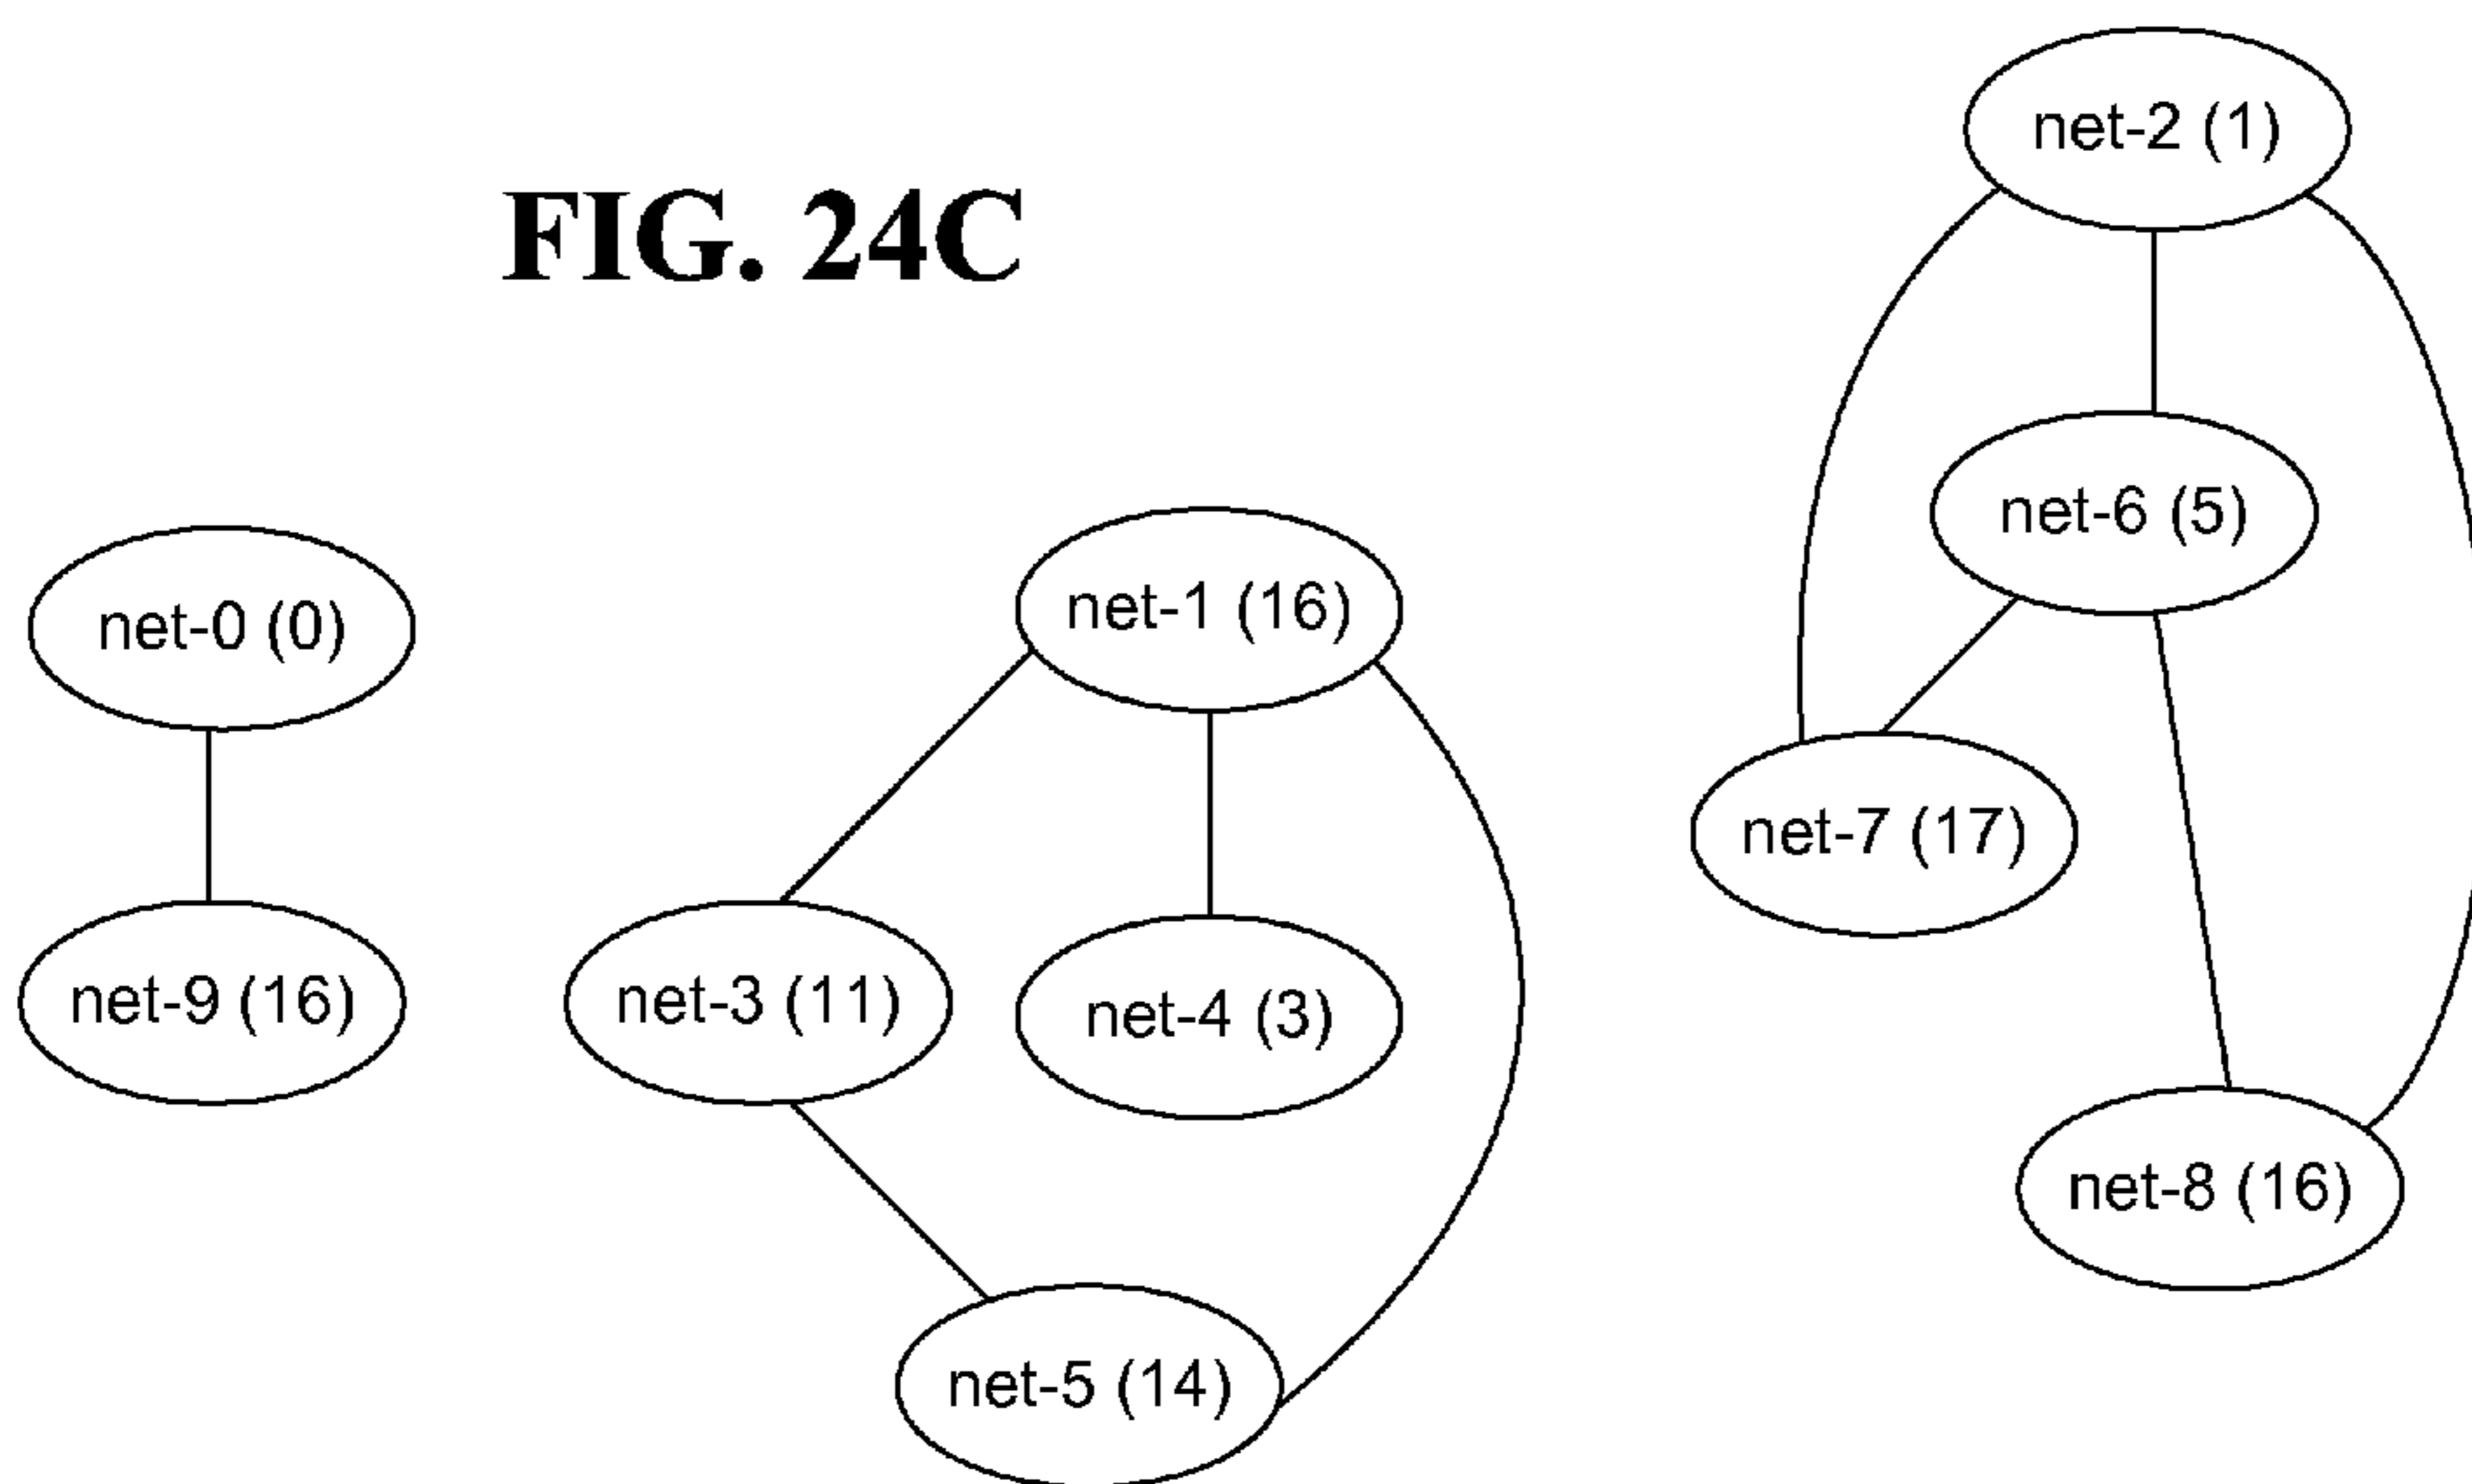 FIG. 24C
net-0 (0)
net-9 (16)
net-1 (16)
net-3 (11)
net-4 (3)
net-5 (14)
net-2 (1)
net-6 (5)
net-7 (17)
net-8 (16)